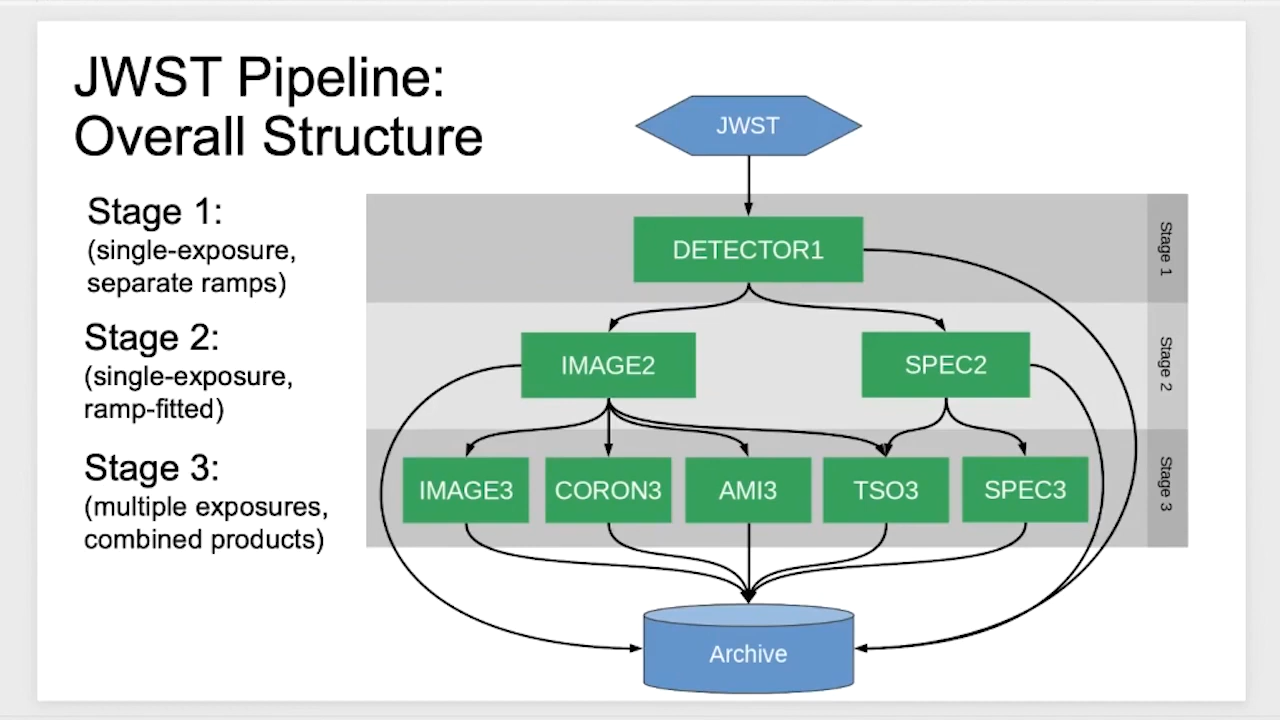 JWST Pipeline:
Overall Structure
Stage 1:
(single-exposure,
separate ramps)
Stage 2:
(single-exposure,
ramp-fitted)
Stage 3:
(multiple exposures,
combined products)
JWST
DETECTOR1
Stage 1
IMAGE2
SPEC2
Stage 2
IMAGE3
CORON3
AMI3
TSO3
SPEC3
Stage 3
Archive